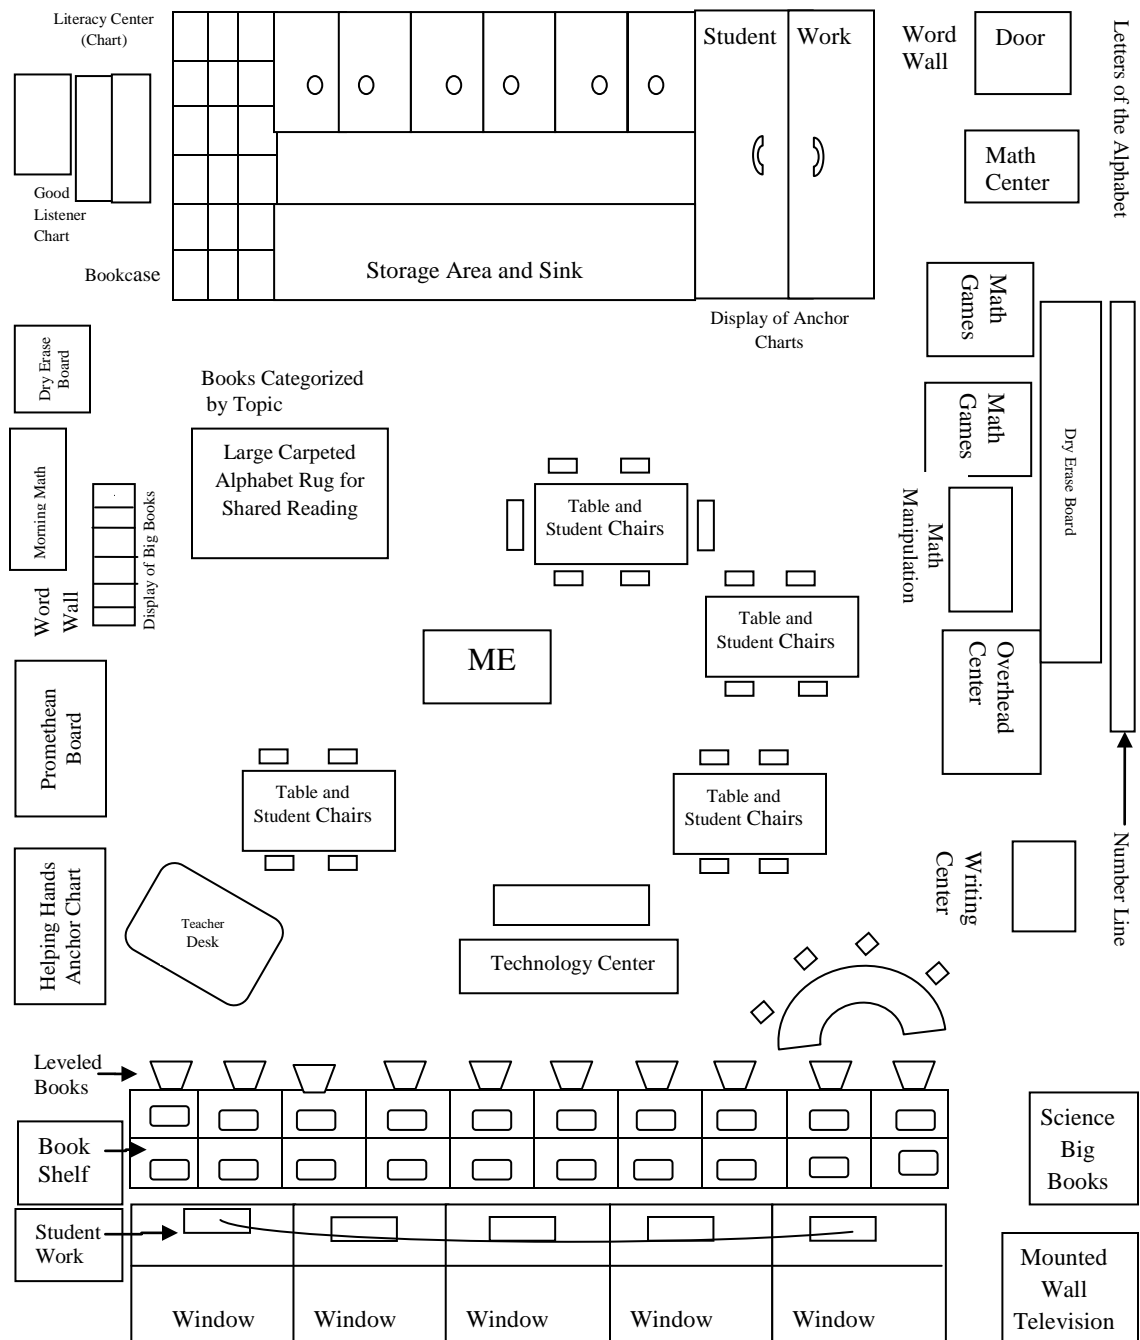 Literacy Center
(Chart)
Student
Work
Word
Wall
Door
Letters of the Alphabet
Math
Center
Good
Listener
Chart
Bookcase
Storage Area and Sink
Display of Anchor
Charts
Math
Games
Dry Erase
Board
Books Categorized
by Topic
Large Carpeted
Alphabet Rug for
Shared Reading
Math
Games
Dry Erase Board
Morning Math
Display of Big Books
Table and
Student Chairs
Math
Manipulation
Word
Wall
Table and
Student Chairs
ME
Overhead
Center
Promethean
Board
Table and
Student Chairs
Table and
Student Chairs
Number Line
Writing
Center
Helping Hands
Anchor Chart
Teacher
Desk
Technology Center
Leveled
Books
Book
Shelf
Science
Big
Books
Student
Work
Mounted
Wall
Television
Window
Window
Window
Window
Window